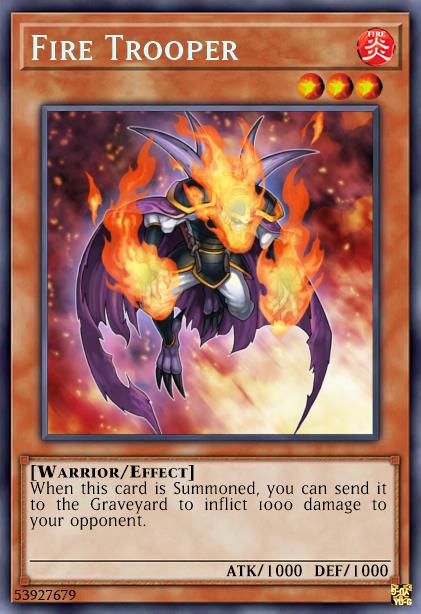 FIRE TROOPER
FIRE
炎
[WARRIOR/EFFECT]
When this card is Summoned, you can send it
to the Graveyard to inflict 1000 damage to
your opponent.
ATK/1000 DEF/1000
53927679